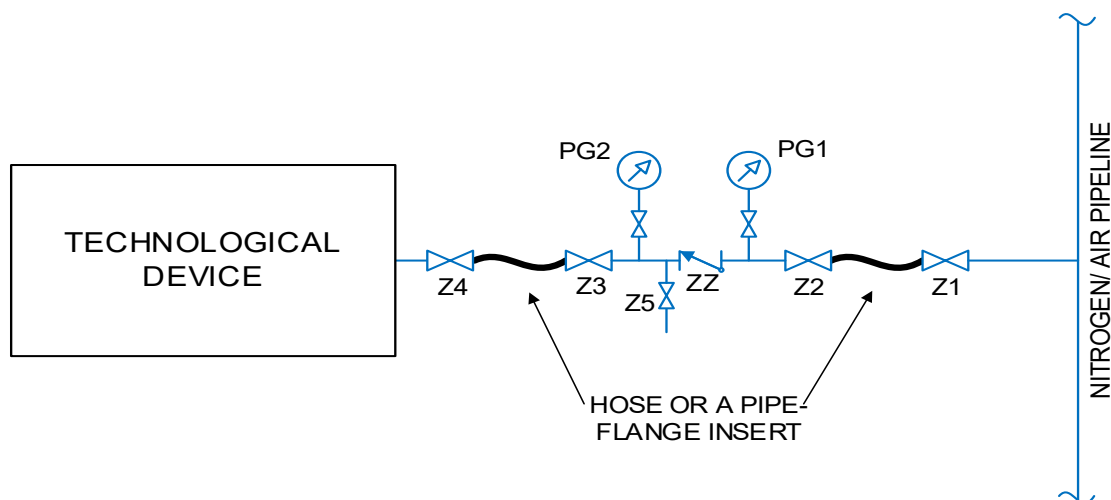 PG2
PG1
TECHNOLOGICAL
DEVICE
Z4
Z3
Z5
ZZ
Z2
Z1
HOSE OR A PIPE-
FLANGE INSERT
NITROGEN/ AIR PIPELINE